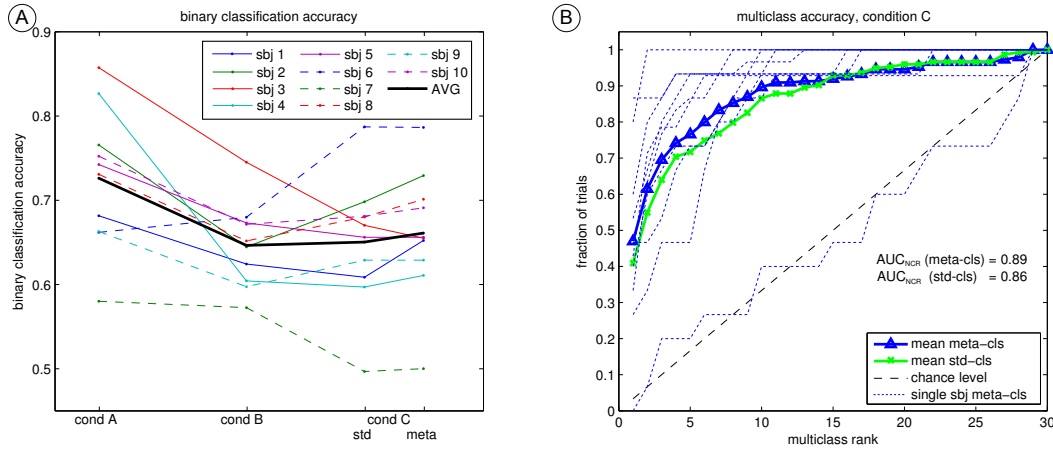 A
binary classification accuracy
binary classification accuracy
0.9
0.8
0.7
0.6
0.5
sbj 1
sbj 2
sbj 3
sbj 4
sbj 5
sbj 6
sbj 7
sbj 8
sbj 9
sbj 10
AVG
cond A
cond B
cond C
std
meta
B
multiclass accuracy, condition C
fraction of trials
1
0.9
0.8
0.7
0.6
0.5
0.4
0.3
0.2
0.1
0
AUC_NCR (meta-cls) = 0.89
AUC_NCR (std-cls) = 0.86
mean meta-cls
mean std-cls
chance level
single sbj meta-cls
0 5 10 15 20 25 30
multiclass rank